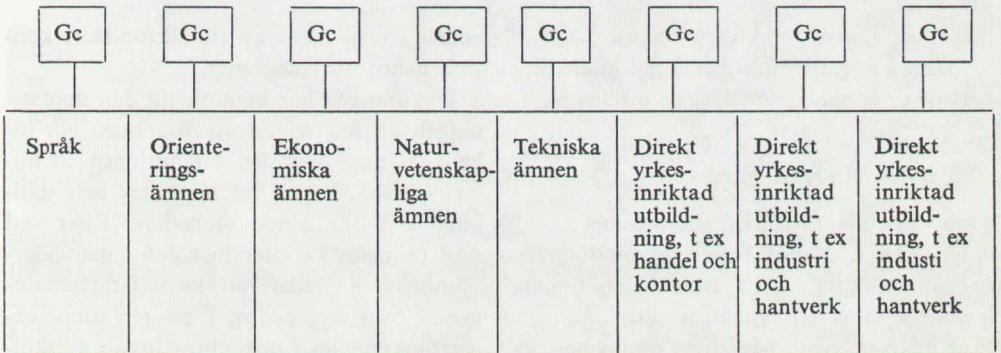 Gc Gc Gc Gc Gc Gc Gc Gc
Språk
Oriente-
rings-
ämnen
Ekono-
miska
ämnen
Natur-
vetenskap-
liga
ämnen
Tekniska
ämnen
Direkt
yrkes-
inriktad
utbild-
ning, t ex
handel och
kontor
Direkt
yrkes-
inriktad
utbild-
ning, t ex
industri
och
hantverk
Direkt
yrkes-
inriktad
utbild-
ning, t ex
industi
och
hantverk